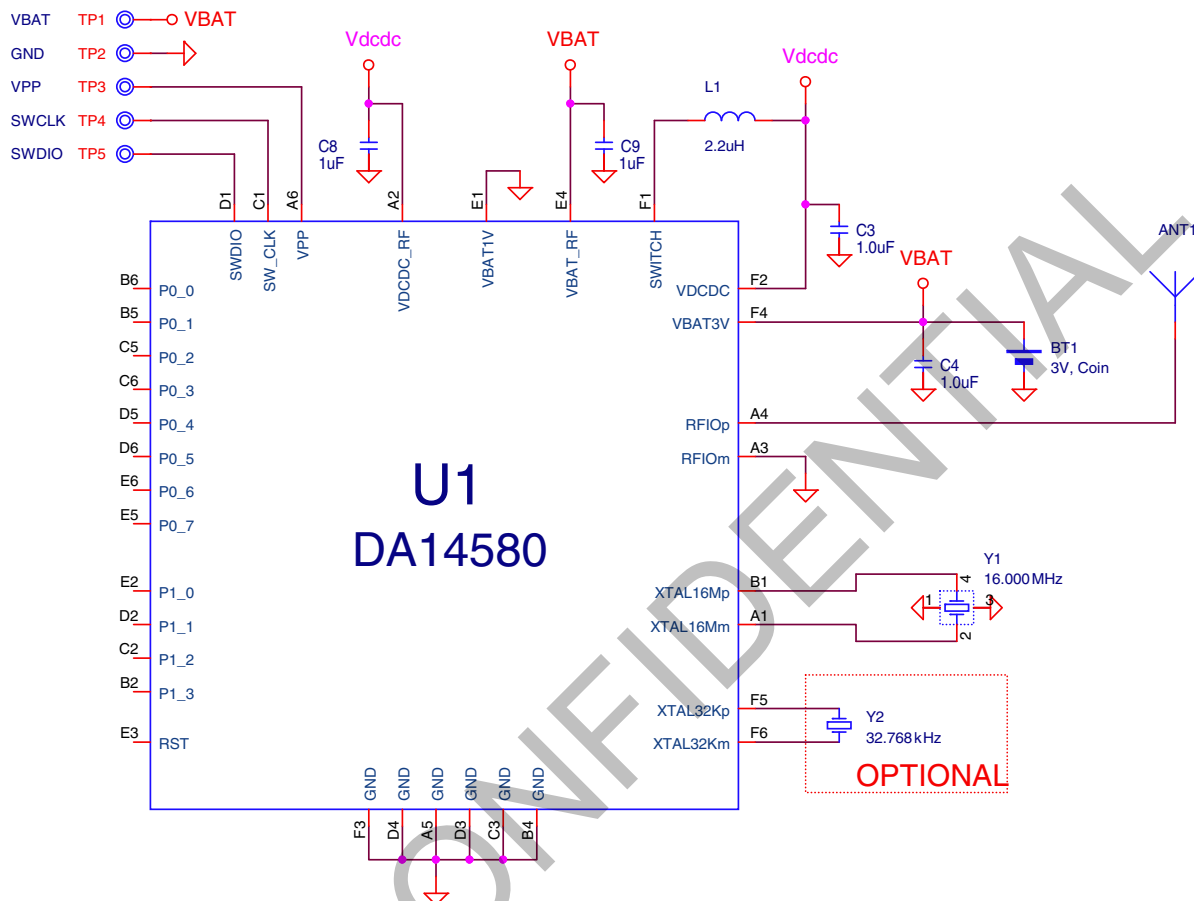 VBAT TP1 VBAT
GND TP2
VPP TP3
SWCLK TP4
SWDIO TP5
Vdcdc
VBAT
Vdcdc
L1
2.2uH
C8
1uF
C9
1uF
C3
1.0uF
ANT1
VBAT
C4
1.0uF
BT1
3V, Coin
D1
C1
A6
A2
E1
E4
F1
SWDIO
SW_CLK
VPP
VDCDC_RF
VBAT1V
VBAT_RF
SWITCH
B6 P0_0
B5 P0_1
C5 P0_2
C6 P0_3
D5 P0_4
D6 P0_5
E6 P0_6
E5 P0_7
E2 P1_0
D2 P1_1
C2 P1_2
B2 P1_3
E3 RST
U1
DA14580
VDCDC F2
VBAT3V F4
RFIOp A4
RFIOm A3
XTAL16Mp B1
XTAL16Mm A1
XTAL32Kp F5
XTAL32Km F6
Y1
16.000MHz
1
4
3
2
Y2
32.768kHz
OPTIONAL
GND
GND
GND
GND
GND
GND
F3
D4
A5
D3
C3
B4
ONFIDENTIAL